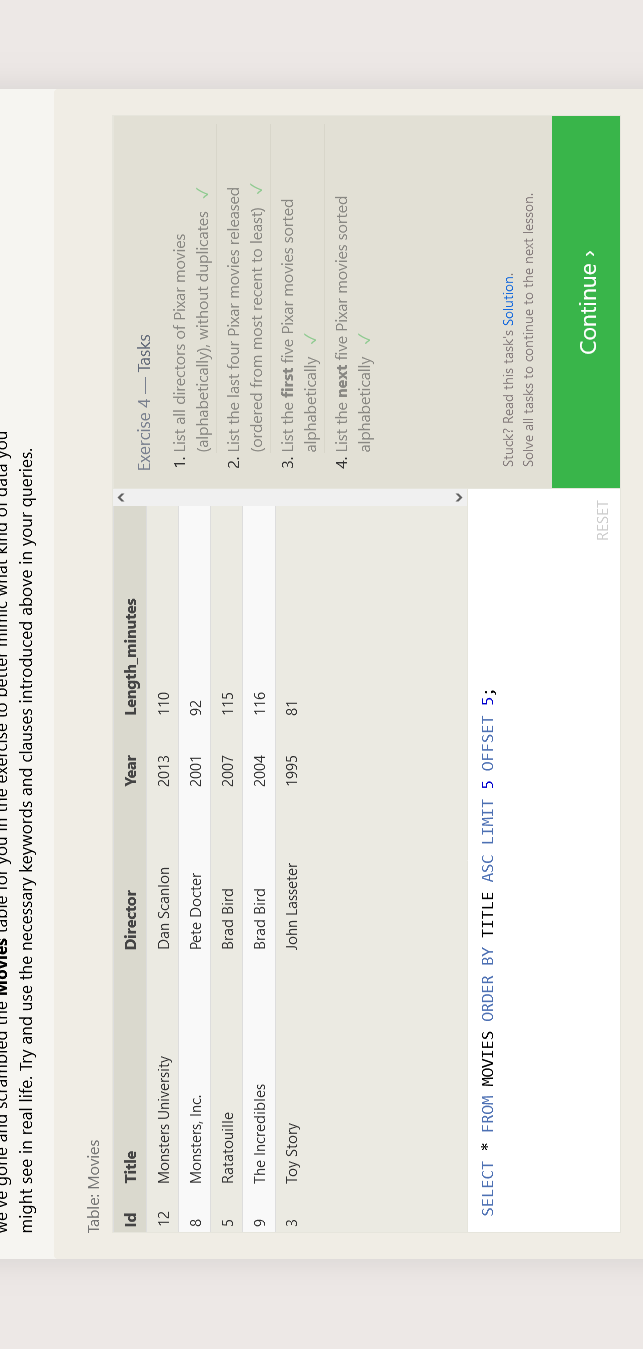 we've gone and scrambled the Movies table for you in the exercise to better mimic what kind of data you
might see in real life. Try and use the necessary keywords and clauses introduced above in your queries.
Table: Movies
Id Title Director Year Length_minutes
12 Monsters University Dan Scanlon 2013 110
8 Monsters, Inc. Pete Docter 2001 92
5 Ratatouille Brad Bird 2007 115
9 The Incredibles Brad Bird 2004 116
3 Toy Story John Lasseter 1995 81
SELECT * FROM MOVIES ORDER BY TITLE ASC LIMIT 5 OFFSET 5;
RESET
Exercise 4 — Tasks
1. List all directors of Pixar movies
(alphabetically), without duplicates ✓
2. List the last four Pixar movies released
(ordered from most recent to least) ✓
3. List the first five Pixar movies sorted
alphabetically ✓
4. List the next five Pixar movies sorted
alphabetically ✓
Stuck? Read this task's Solution.
Solve all tasks to continue to the next lesson.
Continue ›